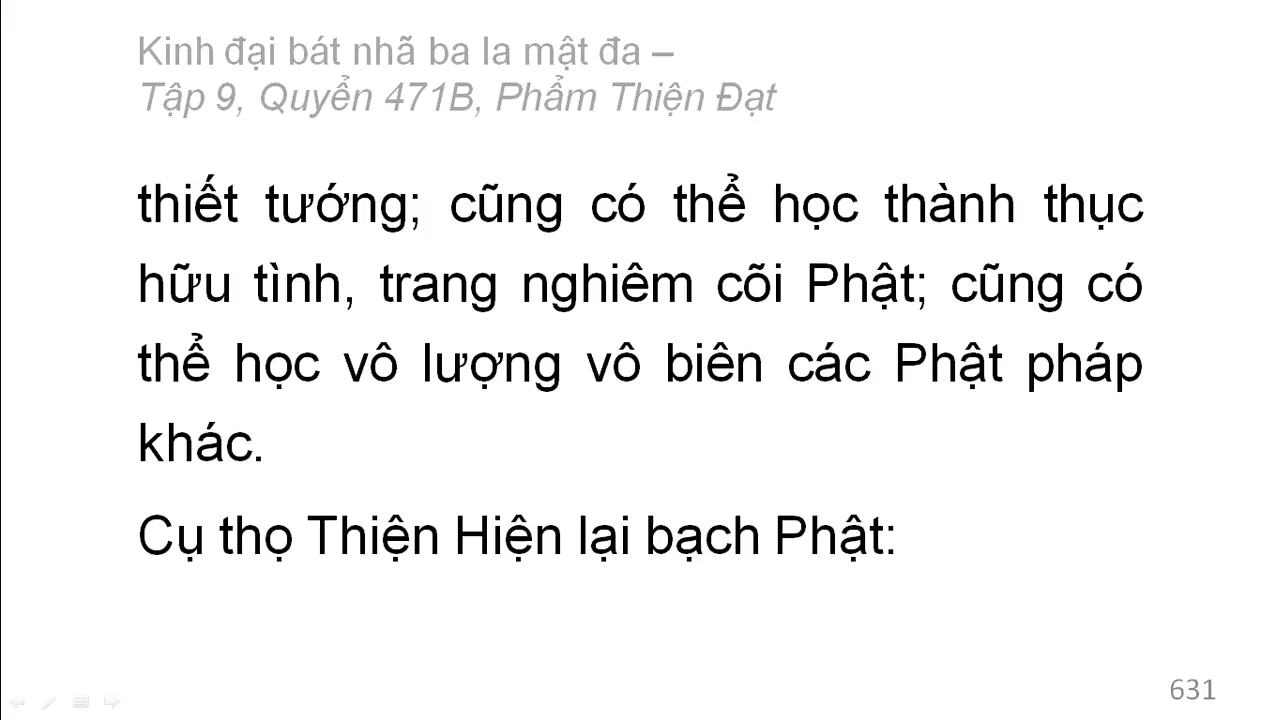 Kinh đại bát nhã ba la mật đa –
Tập 9, Quyển 471B, Phẩm Thiện Đạt
thiết tướng; cũng có thể học thành thục
hữu tình, trang nghiêm cõi Phật; cũng có
thể học vô lượng vô biên các Phật pháp
khác.
Cụ thọ Thiện Hiện lại bạch Phật:
631